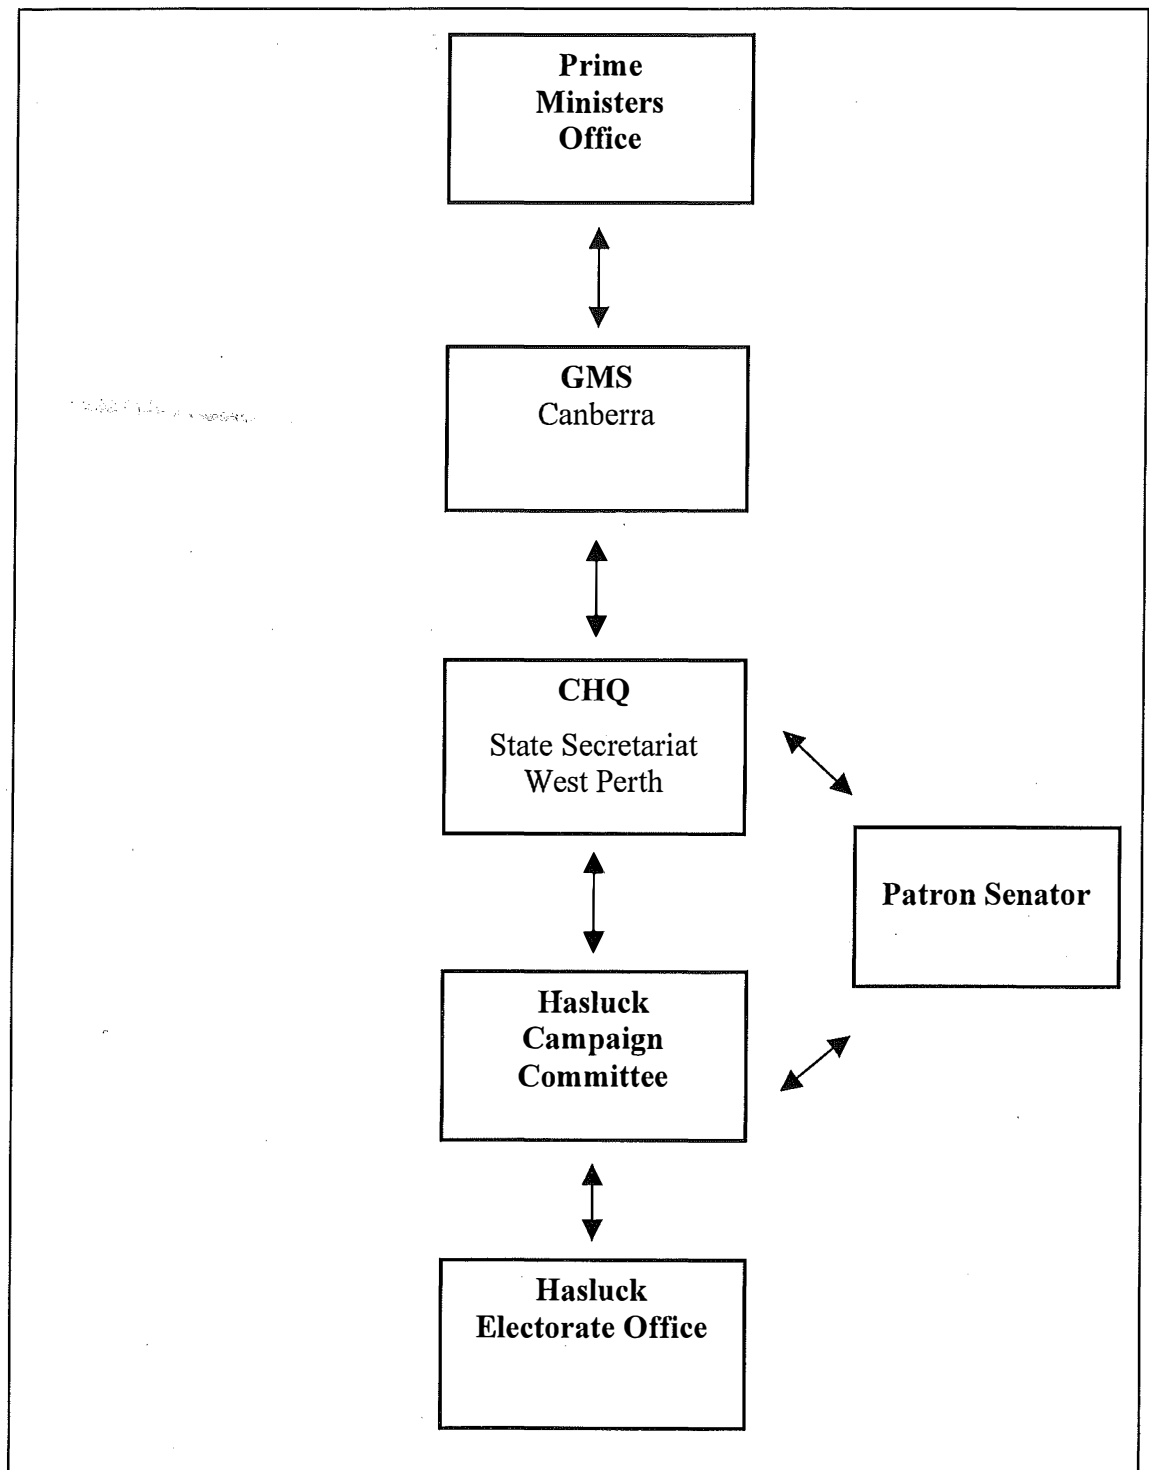 Prime
Ministers
Office
GMS
Canberra
CHQ
State Secretariat
West Perth
Patron Senator
Hasluck
Campaign
Committee
Hasluck
Electorate Office